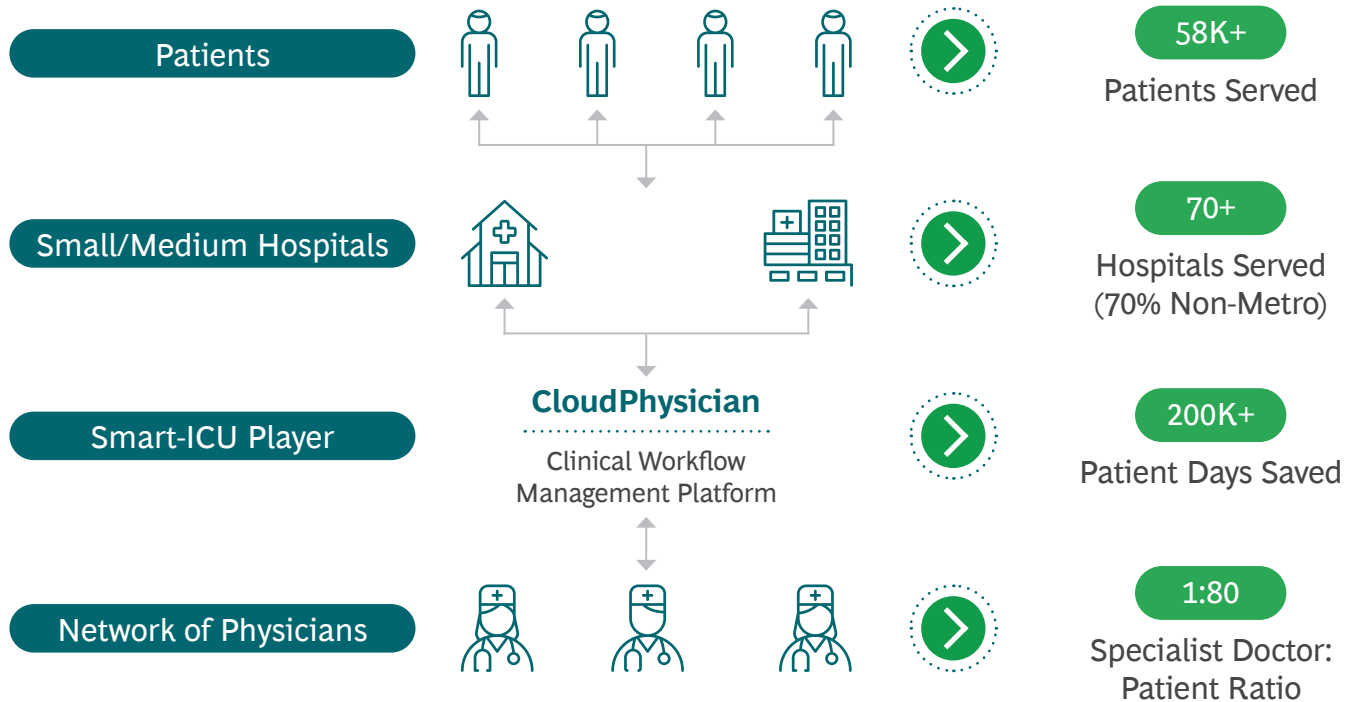 Patients
58K+
Patients Served
Small/Medium Hospitals
70+
Hospitals Served
(70% Non-Metro)
Smart-ICU Player
CloudPhysician
Clinical Workflow
Management Platform
200K+
Patient Days Saved
Network of Physicians
1:80
Specialist Doctor:
Patient Ratio